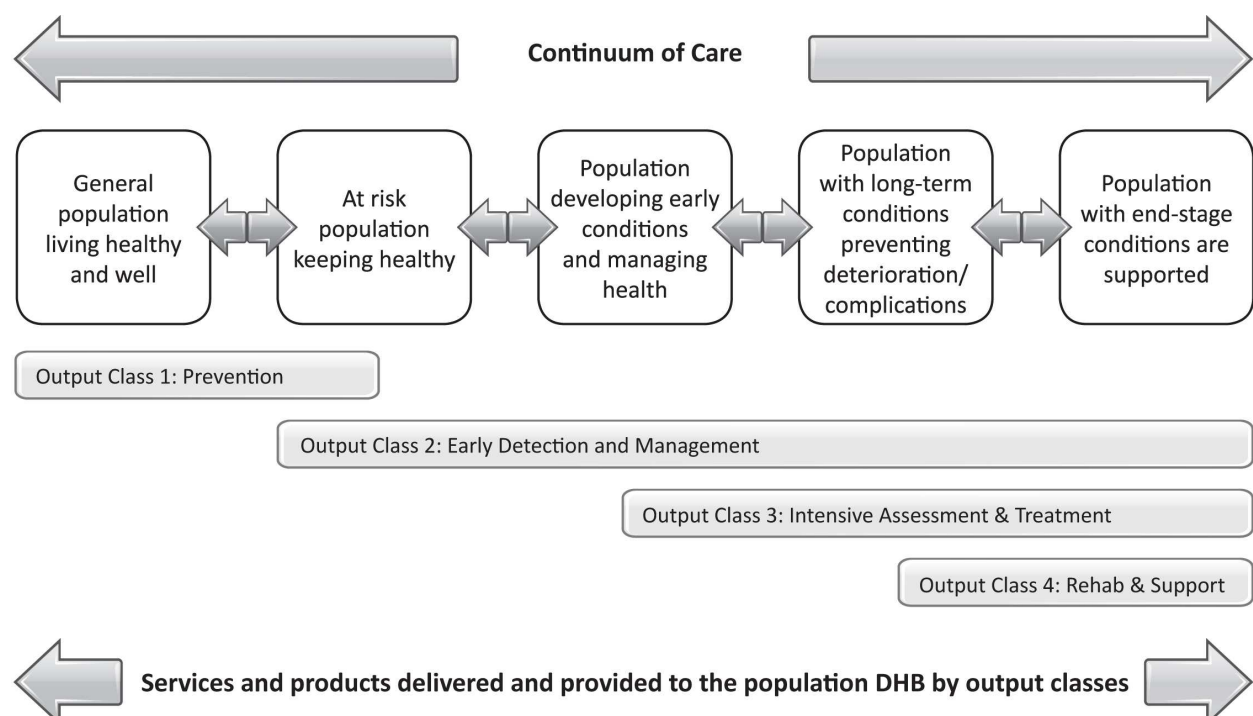 Continuum of Care
General
population
living healthy
and well
At risk
population
keeping healthy
Population
developing early
conditions
and managing
health
Population
with long-term
conditions
preventing
deterioration/
complications
Population
with end-stage
conditions are
supported
Output Class 1: Prevention
Output Class 2: Early Detection and Management
Output Class 3: Intensive Assessment & Treatment
Output Class 4: Rehab & Support
Services and products delivered and provided to the population DHB by output classes